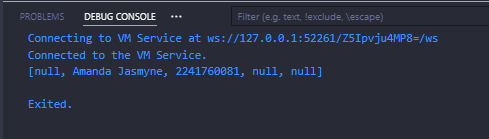 PROBLEMS DEBUG CONSOLE ... Filter (e.g. text, !exclude, \escape)
Connecting to VM Service at ws://127.0.0.1:52261/Z5Ipvju4MP8=/ws
Connected to the VM Service.
[null, Amanda Jasmyne, 2241760081, null, null]
Exited.